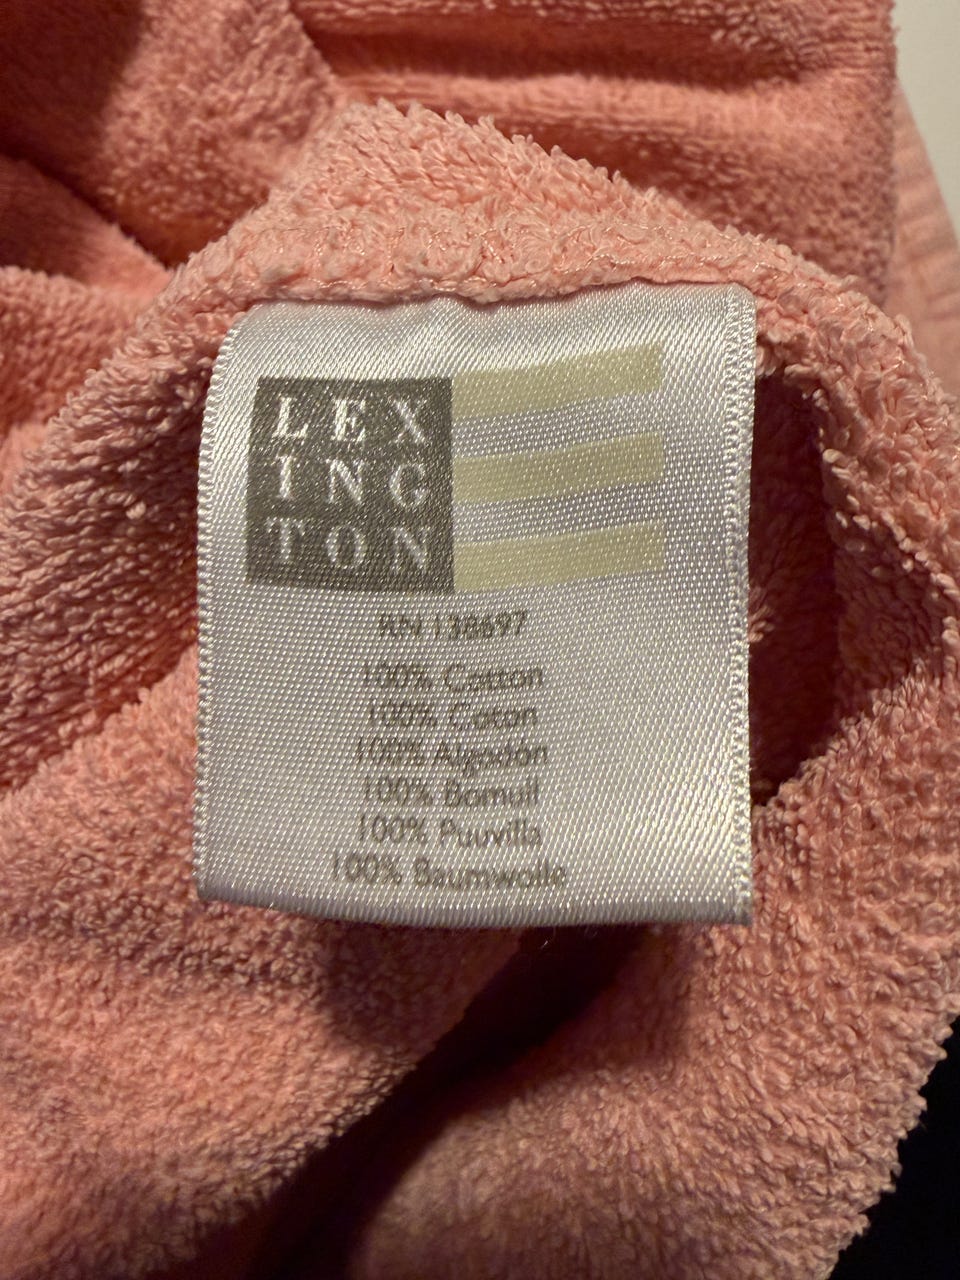 LEX
ING
TON
RN 138697
100% Cotton
100% Coton
100% Algodón
100% Bomull
100% Puuvilla
100% Baumwolle